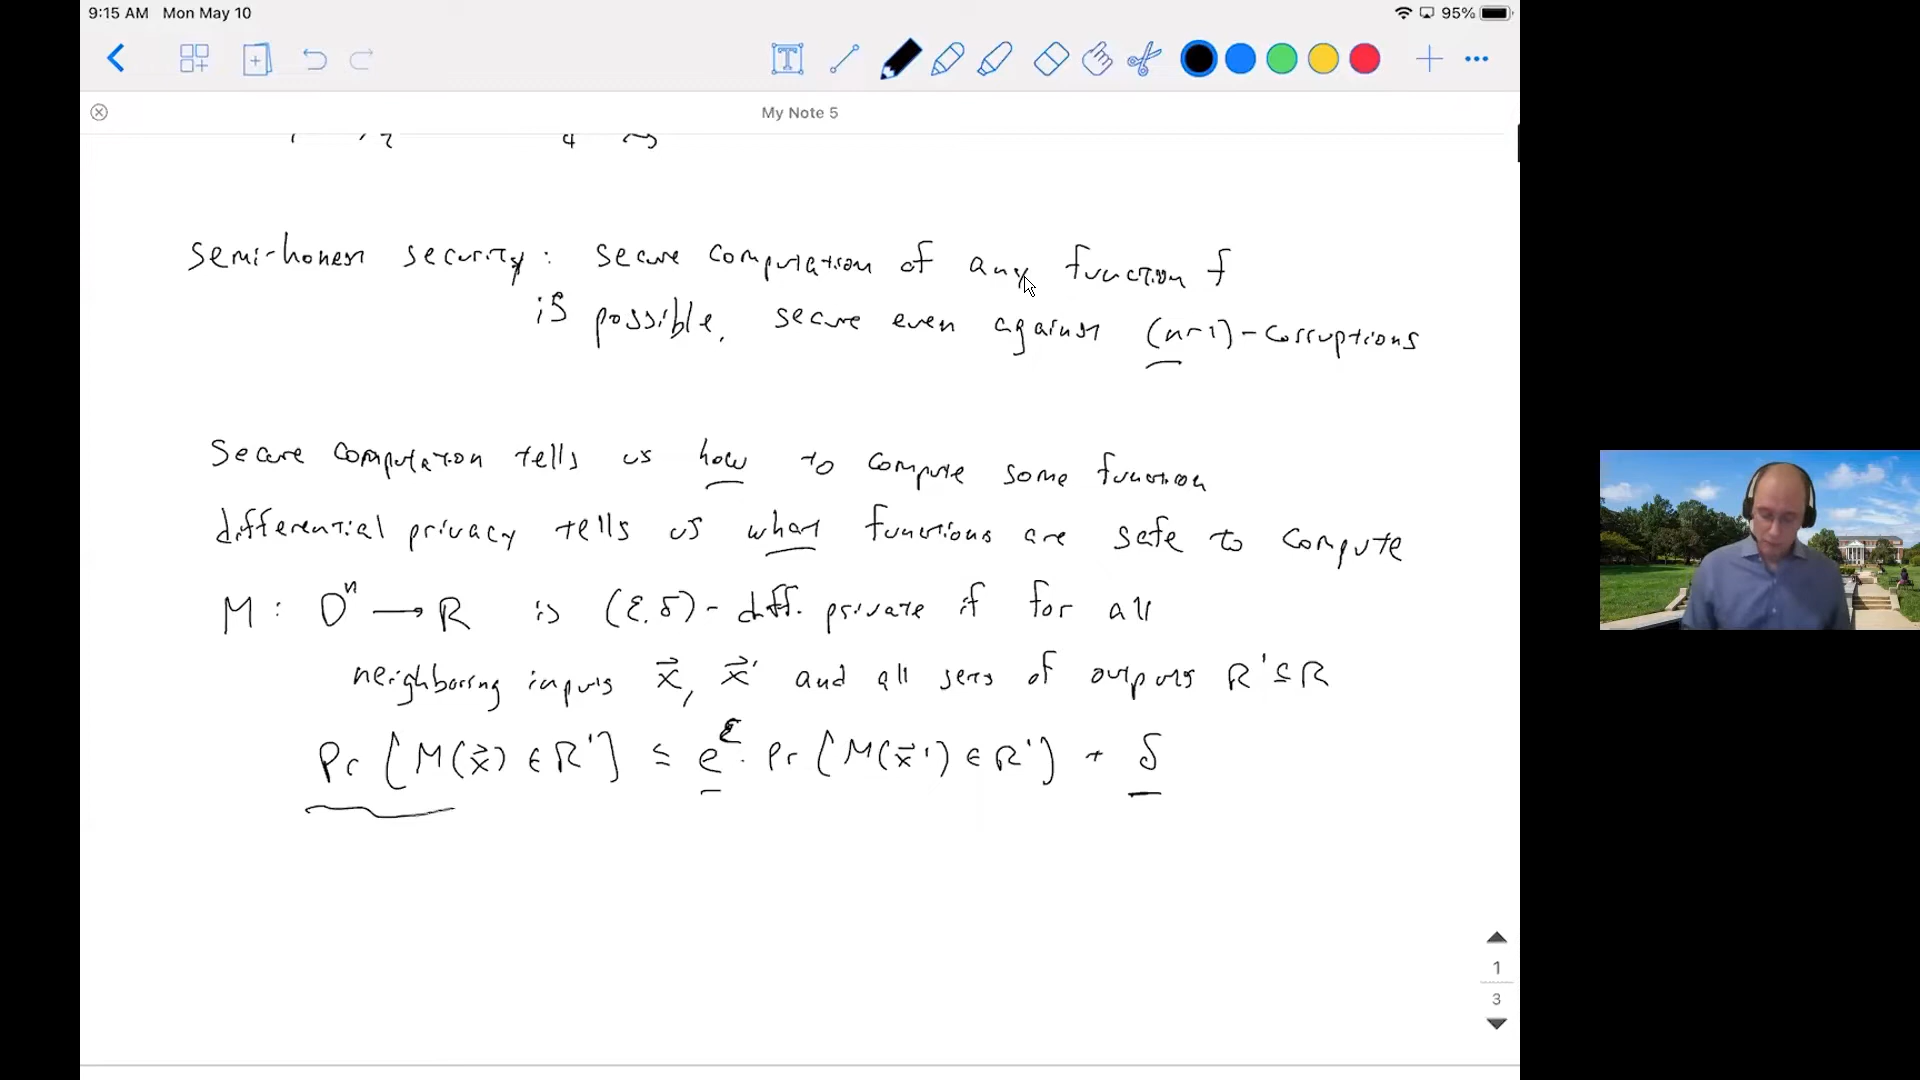 9:15 AM Mon May 10 95%
T
My Note 5
semi-honest security: secure computation of any function f
is possible, secure even against (n-1)-corruptions
Secure computation tells us how to compute some function
differential privacy tells us what functions are safe to compute
M: Dⁿ → R is (ε,δ)-diff. private if for all
neighboring inputs x⃗, x⃗' and all sets of outputs R' ⊆ R
Pr[M(x⃗) ∈ R'] ≤ e^ε · Pr[M(x⃗') ∈ R'] + δ
1
3